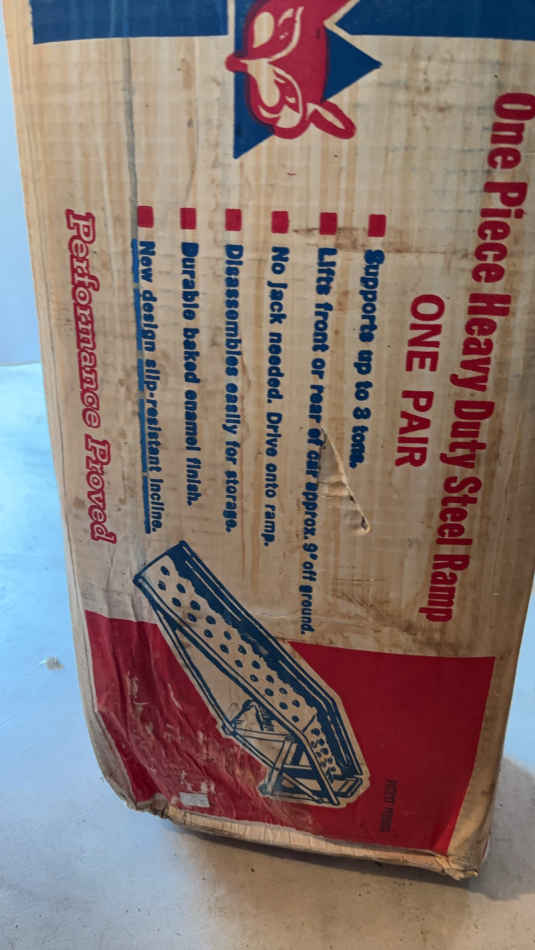 One Piece Heavy Duty Steel Ramp
ONE PAIR
Supports up to 3 tons.
Lifts front or rear of car approx. 9" off ground.
No jack needed. Drive onto ramp.
Disassembles easily for storage.
Durable baked enamel finish.
New design slip-resistant incline.
Performance Proved